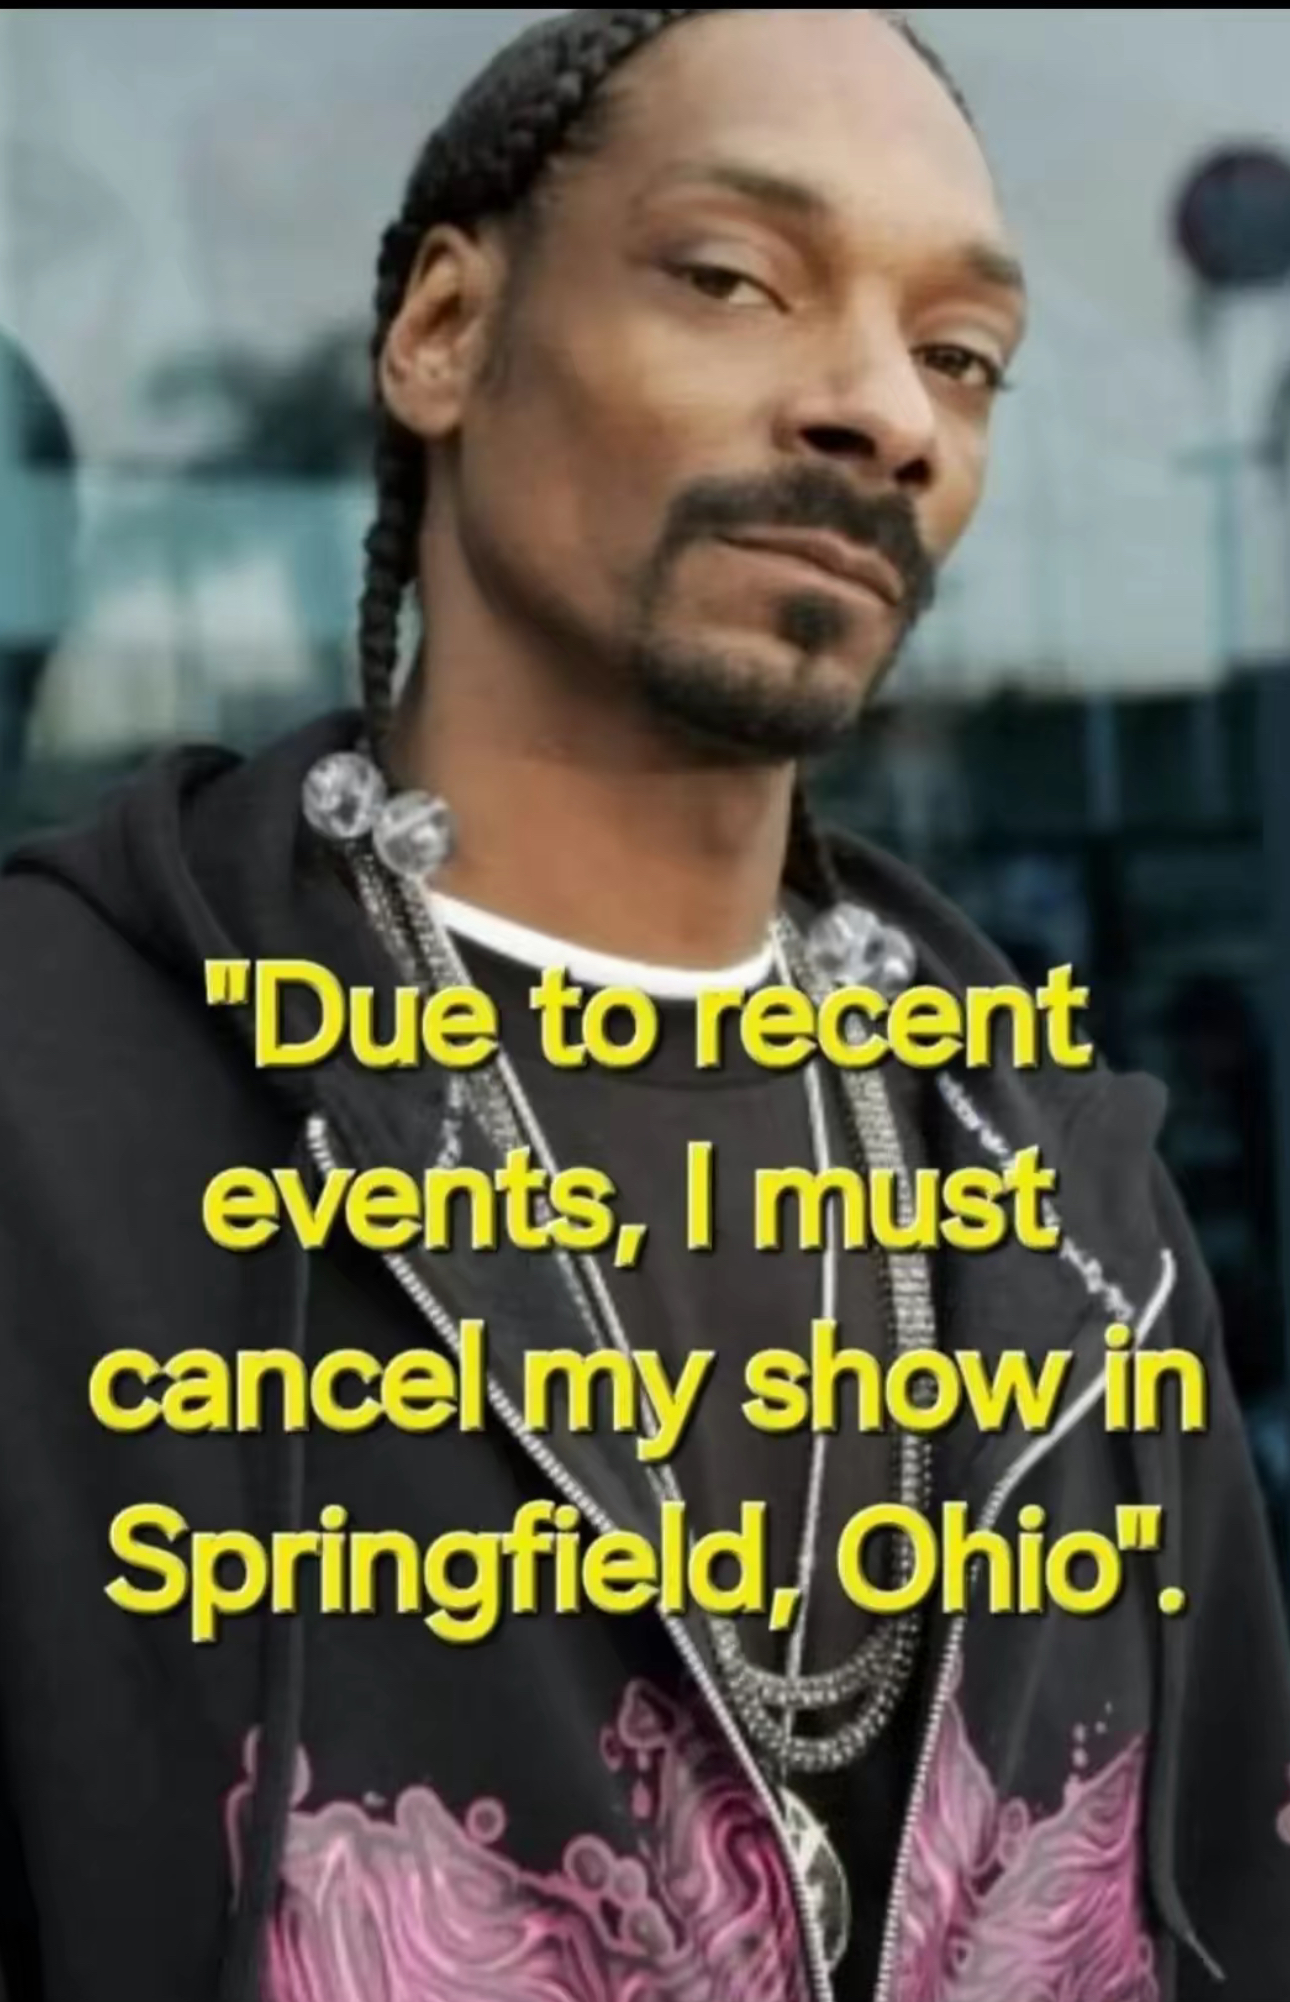 "Due to recent
events, I must
cancel my show in
Springfield, Ohio".